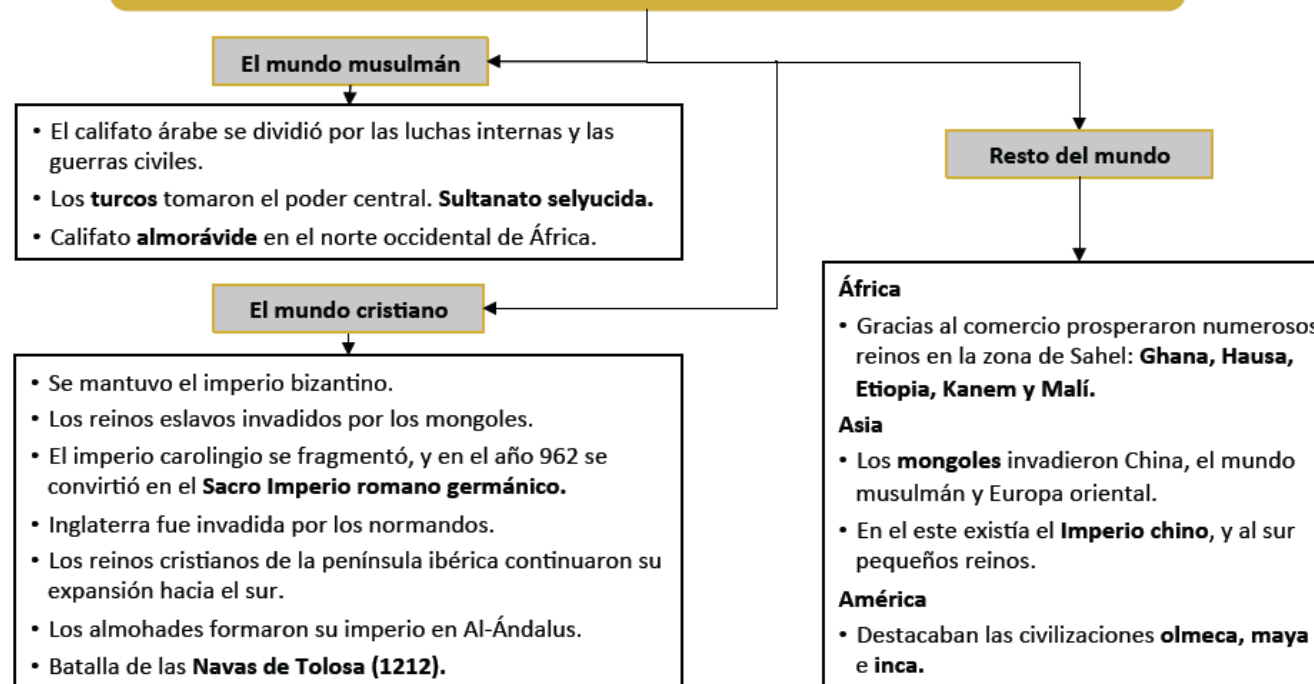 El mundo musulmán
• El califato árabe se dividió por las luchas internas y las
guerras civiles.
• Los turcos tomaron el poder central. Sultanato selyucida.
• Califato almorávide en el norte occidental de África.
El mundo cristiano
• Se mantuvo el imperio bizantino.
• Los reinos eslavos invadidos por los mongoles.
• El imperio carolingio se fragmentó, y en el año 962 se
convirtió en el Sacro Imperio romano germánico.
• Inglaterra fue invadida por los normandos.
• Los reinos cristianos de la península ibérica continuaron su
expansión hacia el sur.
• Los almohades formaron su imperio en Al-Ándalus.
• Batalla de las Navas de Tolosa (1212).
Resto del mundo
África
• Gracias al comercio prosperaron numerosos
reinos en la zona de Sahel: Ghana, Hausa,
Etiopia, Kanem y Malí.
Asia
• Los mongoles invadieron China, el mundo
musulmán y Europa oriental.
• En el este existía el Imperio chino, y al sur
pequeños reinos.
América
• Destacaban las civilizaciones olmeca, maya
e inca.